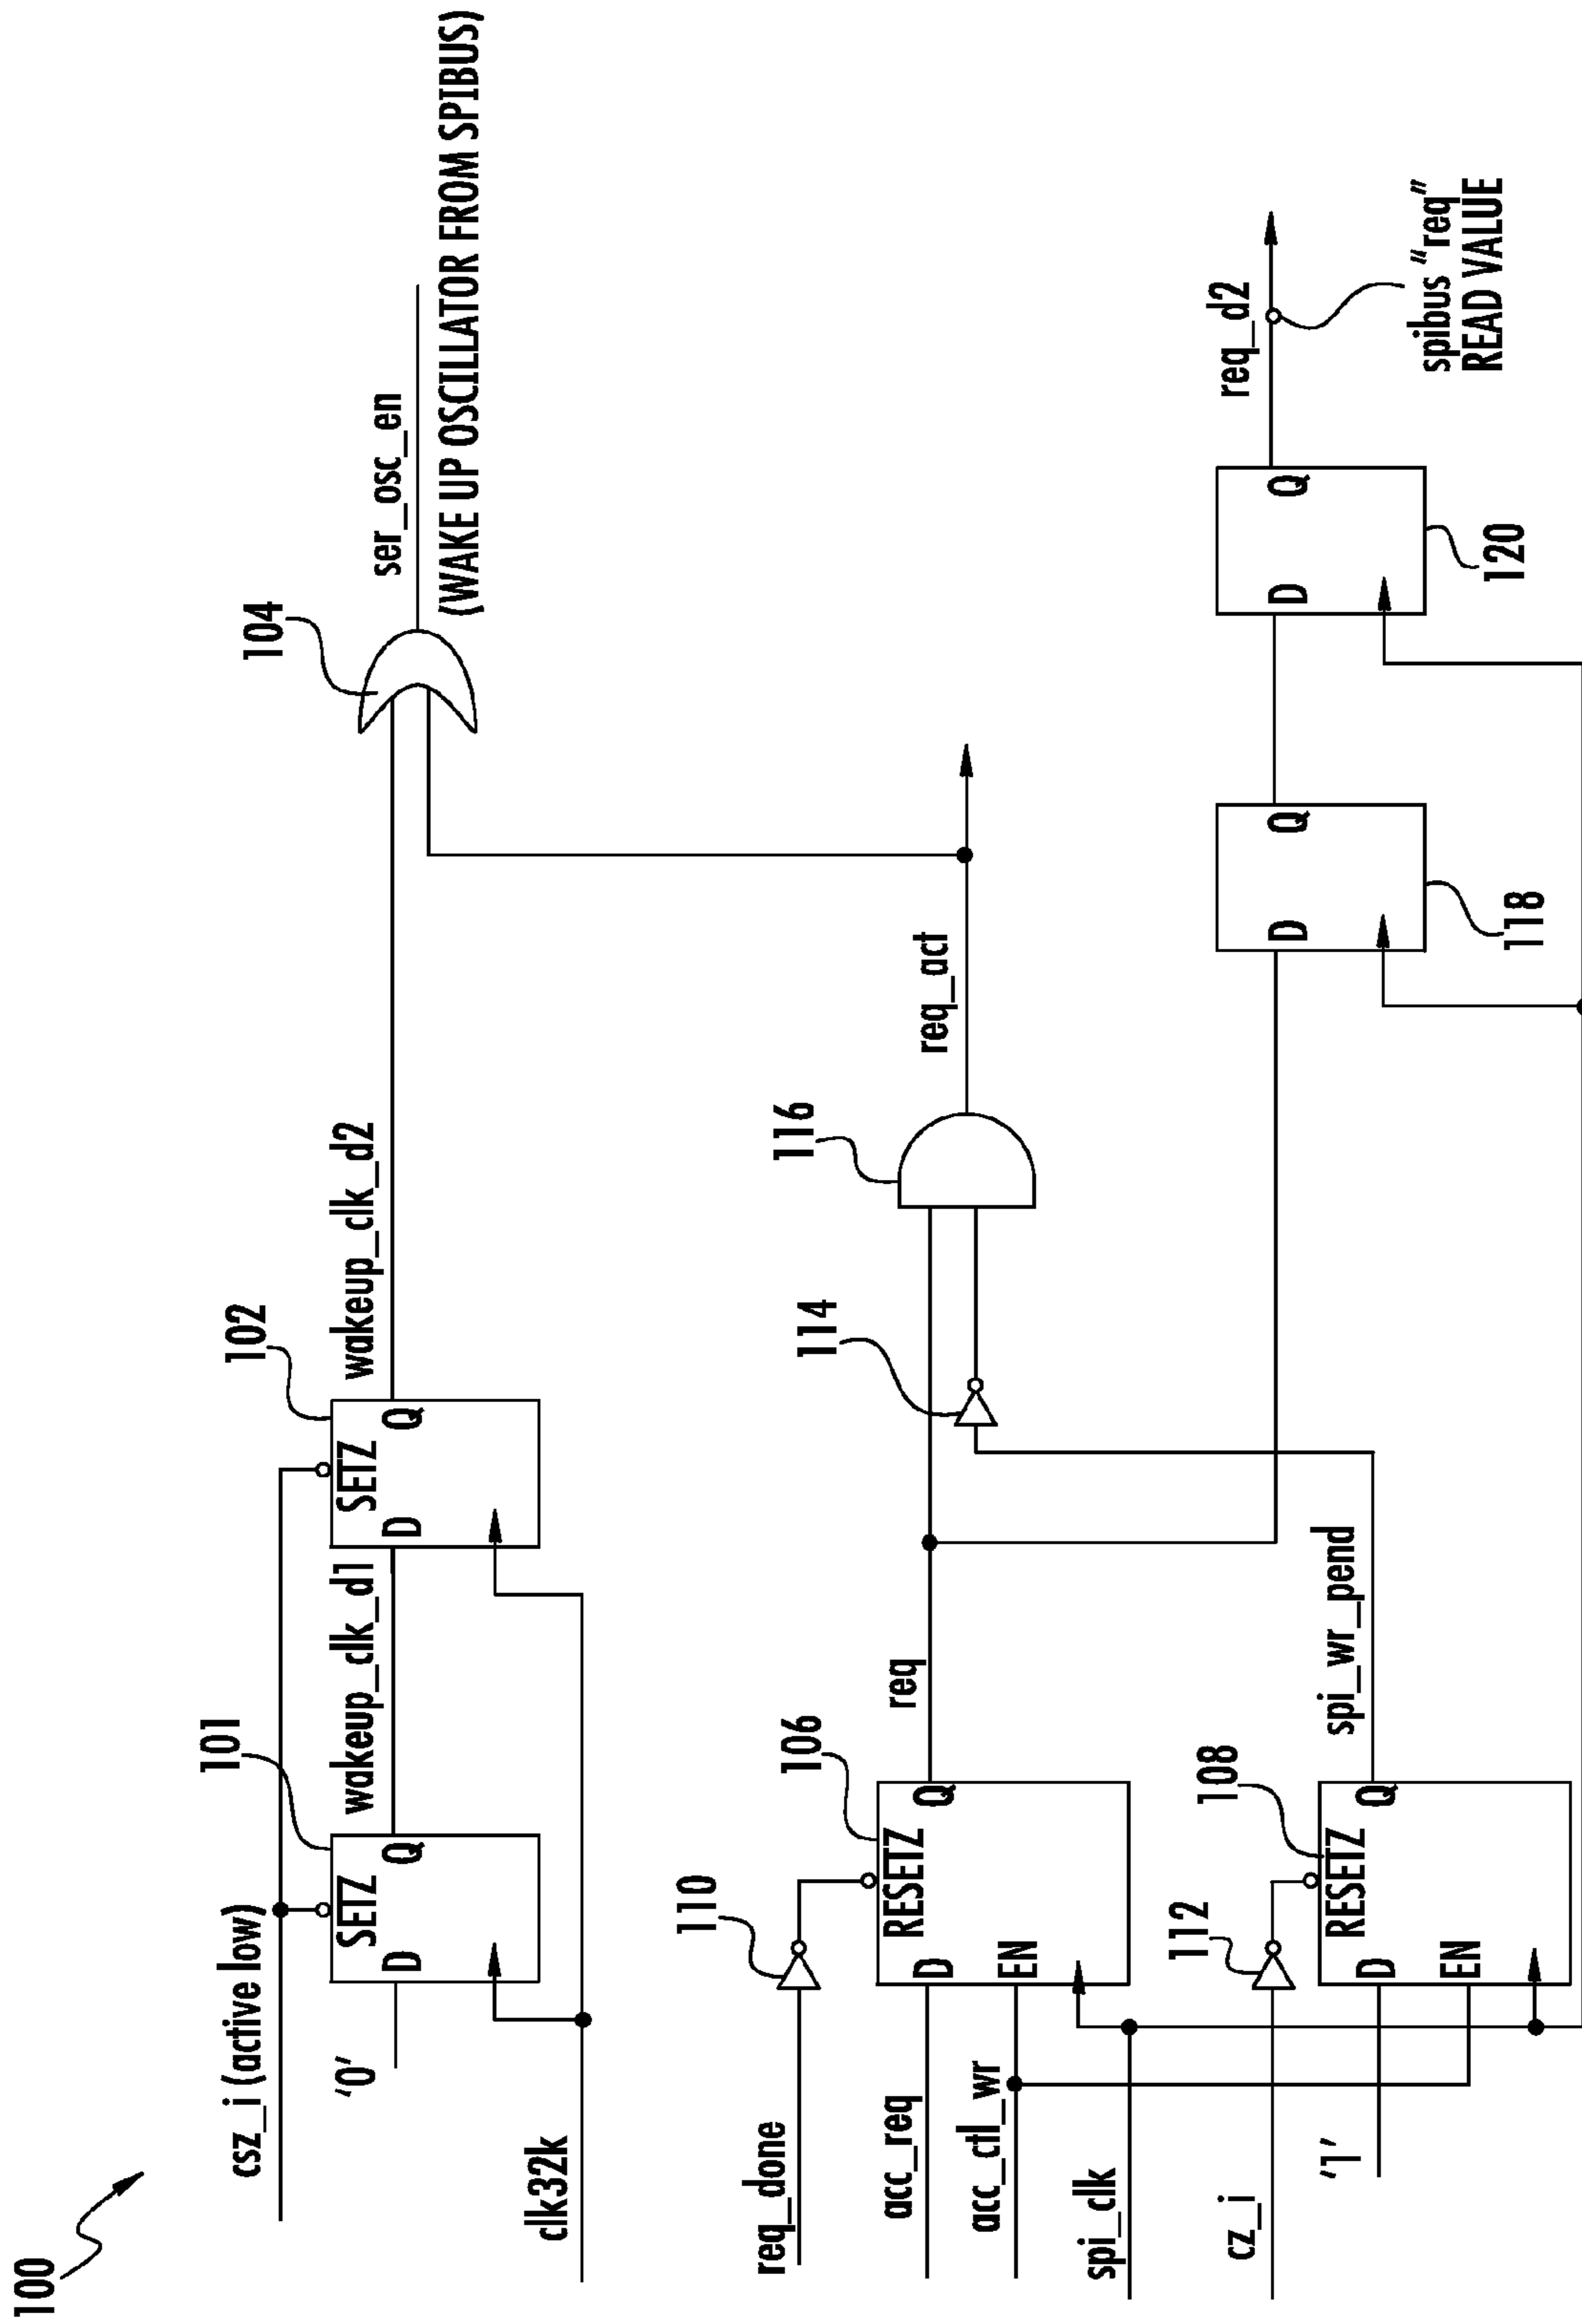 100
csz_i (active low)
'0'
clk32k
101
SETZ
D
Q
wakeup_clk_d1
102
SETZ
D
Q
wakeup_clk_d2
104
ser_osc_en
(WAKE UP OSCILLATOR FROM SPIBUS)
req_done
110
acc_req
acc_ctl_wr
spi_clk
106
RESETZ
D
Q
EN
req
cz_i
112
'1'
108
RESETZ
D
Q
EN
spi_wr_pend
114
116
req_act
D
Q
118
D
Q
120
req_d2
spibus "req"
READ VALUE